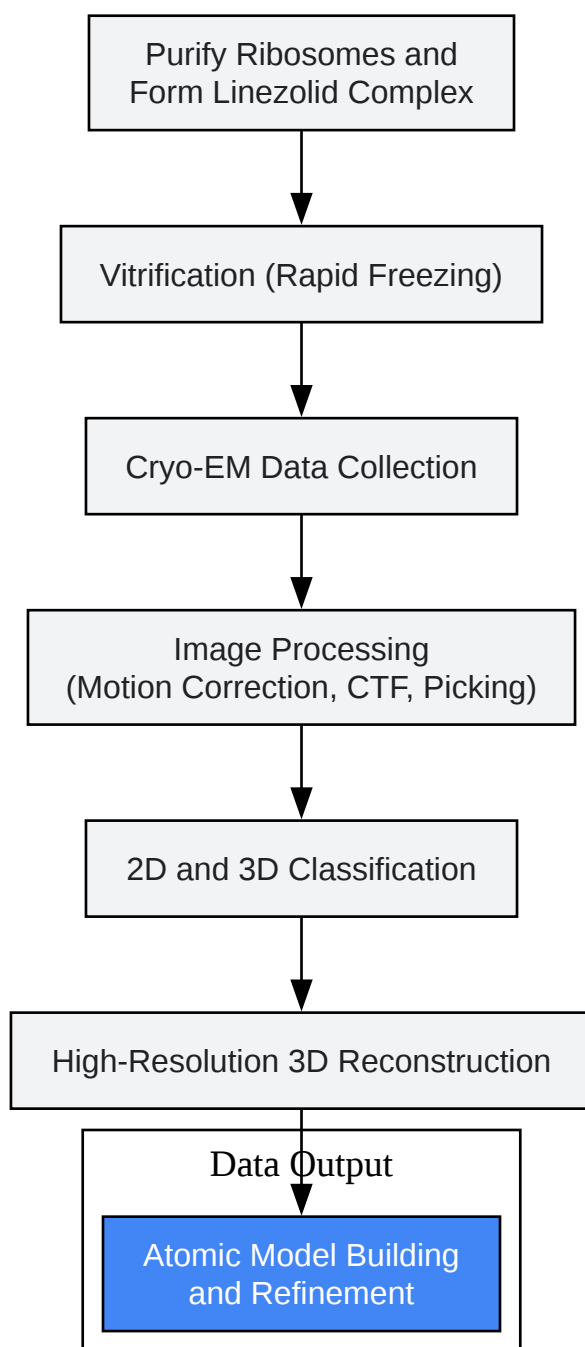 Purify Ribosomes and
Form Linezolid Complex
Vitrification (Rapid Freezing)
Cryo-EM Data Collection
Image Processing
(Motion Correction, CTF, Picking)
2D and 3D Classification
High-Resolution 3D Reconstruction
Data Output
Atomic Model Building
and Refinement